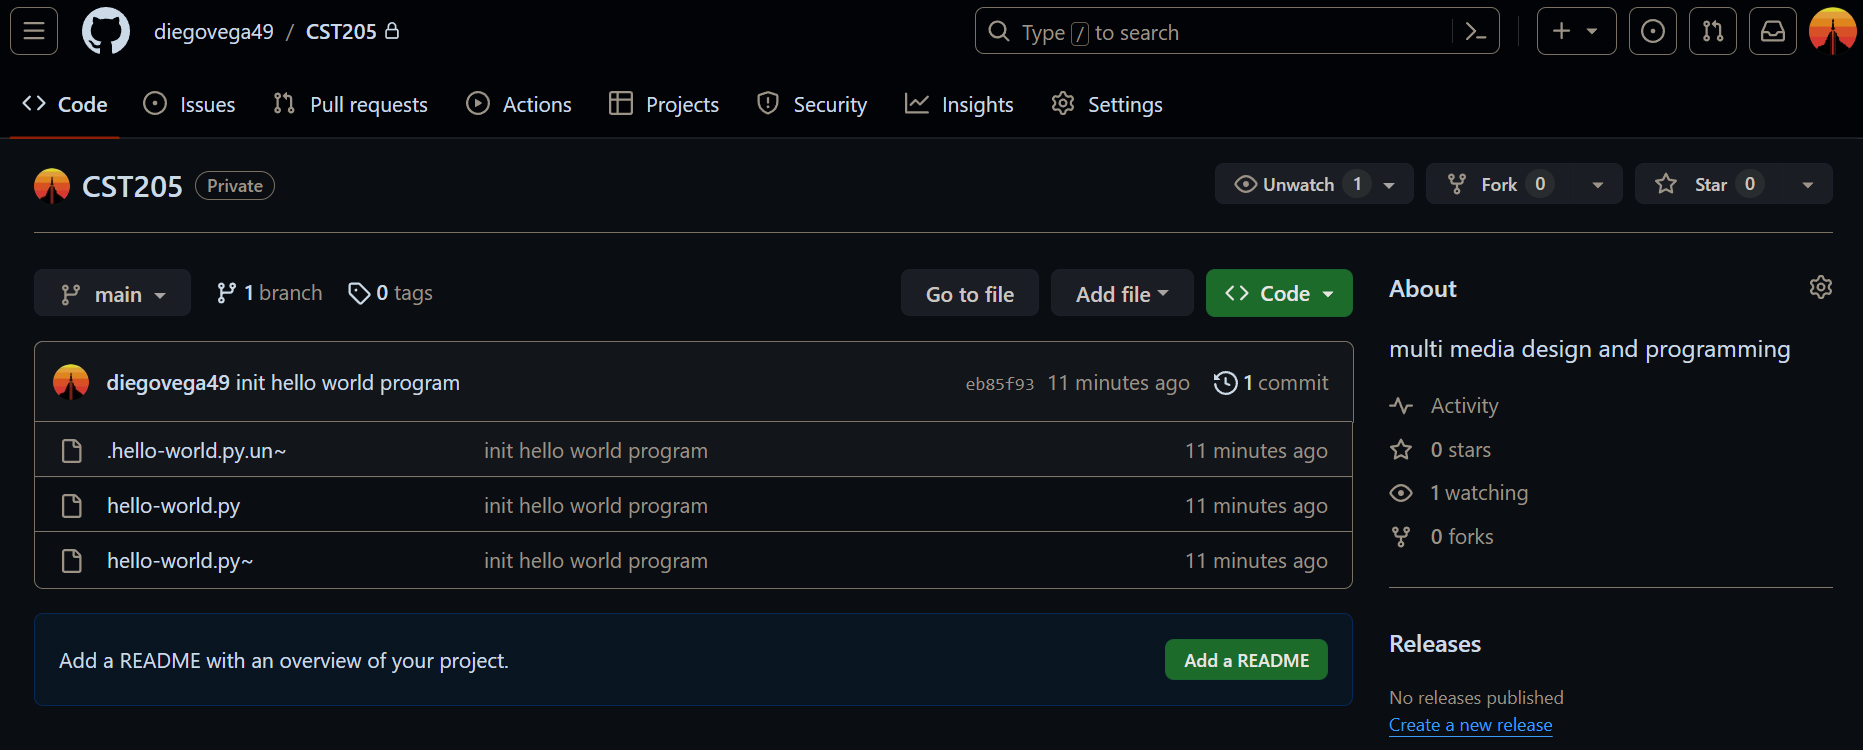 diegovega49 / CST205
Type / to search
Code Issues Pull requests Actions Projects Security Insights Settings
CST205 Private
Unwatch 1 Fork 0 Star 0
main 1 branch 0 tags Go to file Add file Code
diegovega49 init hello world program eb85f93 11 minutes ago 1 commit
.hello-world.py.un~ init hello world program 11 minutes ago
hello-world.py init hello world program 11 minutes ago
hello-world.py~ init hello world program 11 minutes ago
Add a README with an overview of your project. Add a README
About
multi media design and programming
Activity
0 stars
1 watching
0 forks
Releases
No releases published
Create a new release